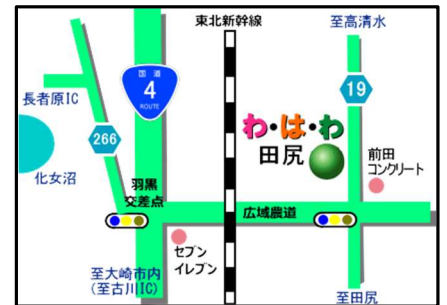 東北新幹線
至高清水
国道
4
ROUTE
19
長者原IC
266
わ・は・わ
田尻
前田
コンクリート
化女沼
羽黒
交差点
広域農道
セブン
イレブン
至大崎市内
(至古川IC)
至田尻